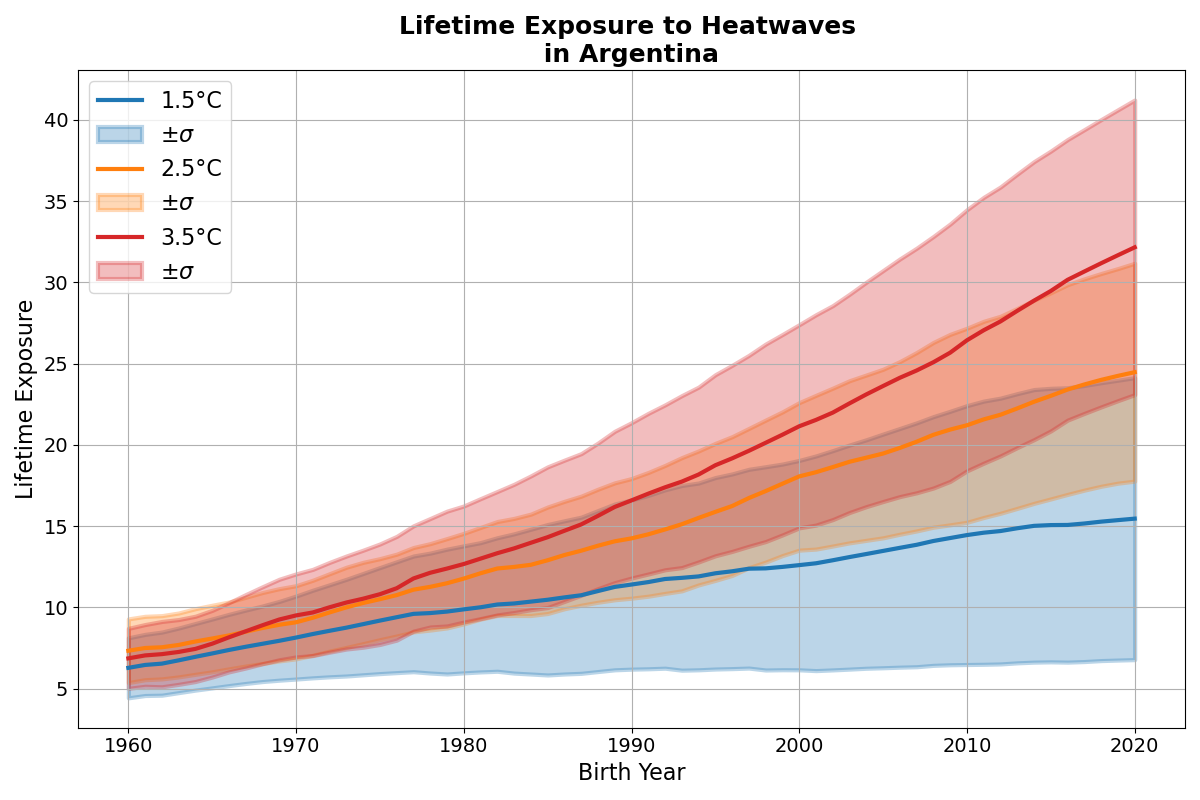 Lifetime Exposure to Heatwaves
in Argentina
1.5°C
±σ
2.5°C
±σ
3.5°C
±σ
Lifetime Exposure
40
35
30
25
20
15
10
5
1960 1970 1980 1990 2000 2010 2020
Birth Year